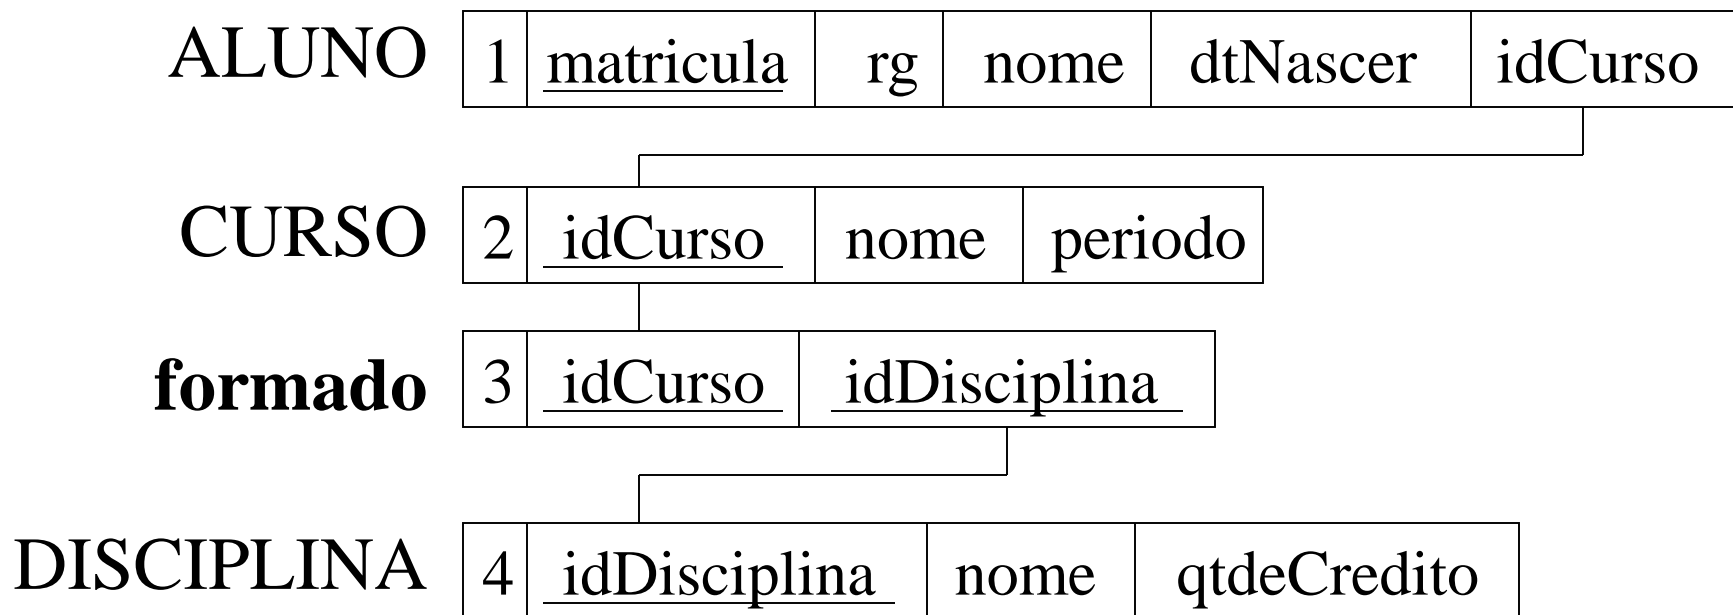 ALUNO 1 matricula rg nome dtNascer idCurso
CURSO 2 idCurso nome periodo
formado 3 idCurso idDisciplina
DISCIPLINA 4 idDisciplina nome qtdeCredito